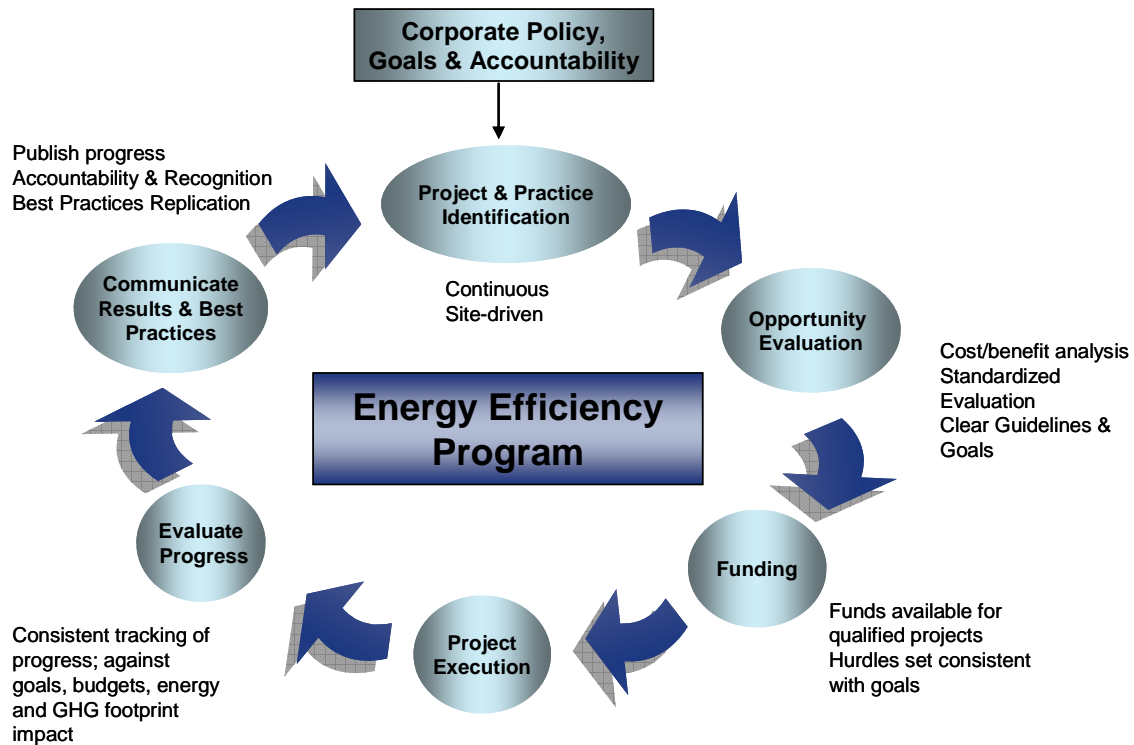 Corporate Policy,
Goals & Accountability
Publish progress
Accountability & Recognition
Best Practices Replication
Project & Practice
Identification
Continuous
Site-driven
Communicate
Results & Best
Practices
Opportunity
Evaluation
Cost/benefit analysis
Standardized
Evaluation
Clear Guidelines &
Goals
Energy Efficiency
Program
Evaluate
Progress
Funding
Funds available for
qualified projects
Hurdles set consistent
with goals
Project
Execution
Consistent tracking of
progress; against
goals, budgets, energy
and GHG footprint
impact